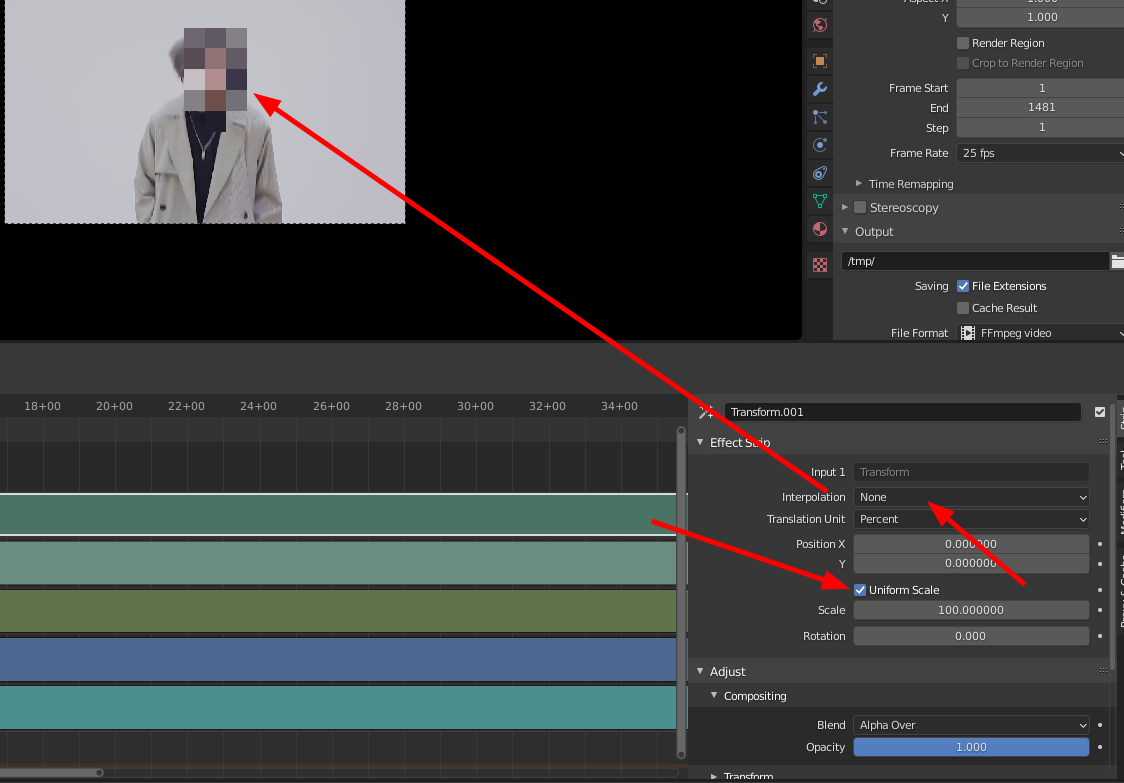 Y 1.000
Render Region
Crop to Render Region
Frame Start 1
End 1481
Step 1
Frame Rate 25 fps
Time Remapping
Stereoscopy
Output
/tmp/
Saving File Extensions
Cache Result
File Format FFmpeg video
18+00 20+00 22+00 24+00 26+00 28+00 30+00 32+00 34+00
Transform.001
Effect Strip
Input 1 Transform
Interpolation None
Translation Unit Percent
Position X 0.000000
Y 0.000000
Uniform Scale
Scale 100.000000
Rotation 0.000
Adjust
Compositing
Blend Alpha Over
Opacity 1.000
Transform